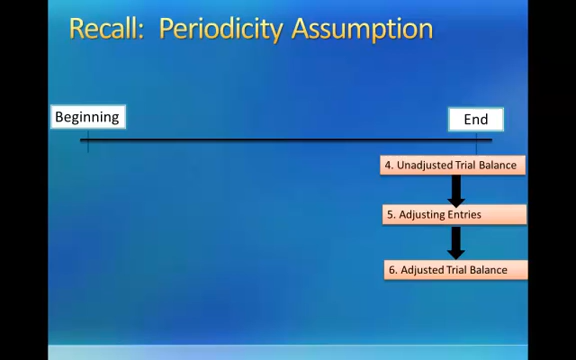 Recall: Periodicity Assumption
Beginning
End
4. Unadjusted Trial Balance
5. Adjusting Entries
6. Adjusted Trial Balance